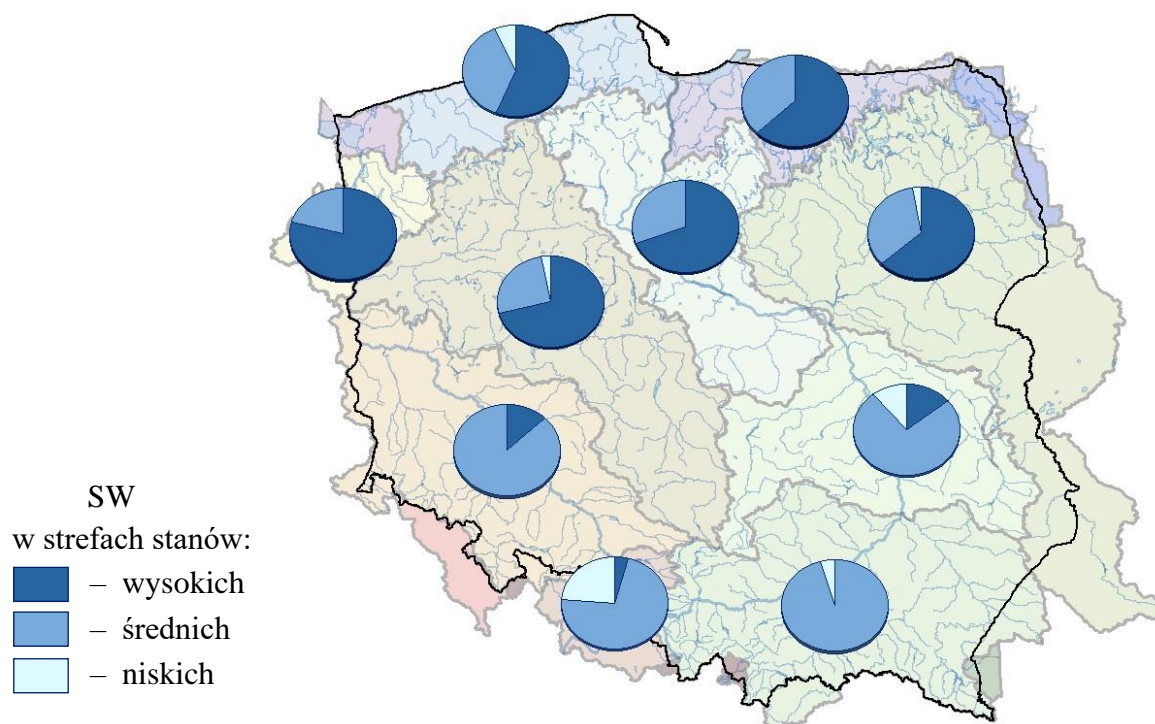 SW
w strefach stanów:
– wysokich
– średnich
– niskich